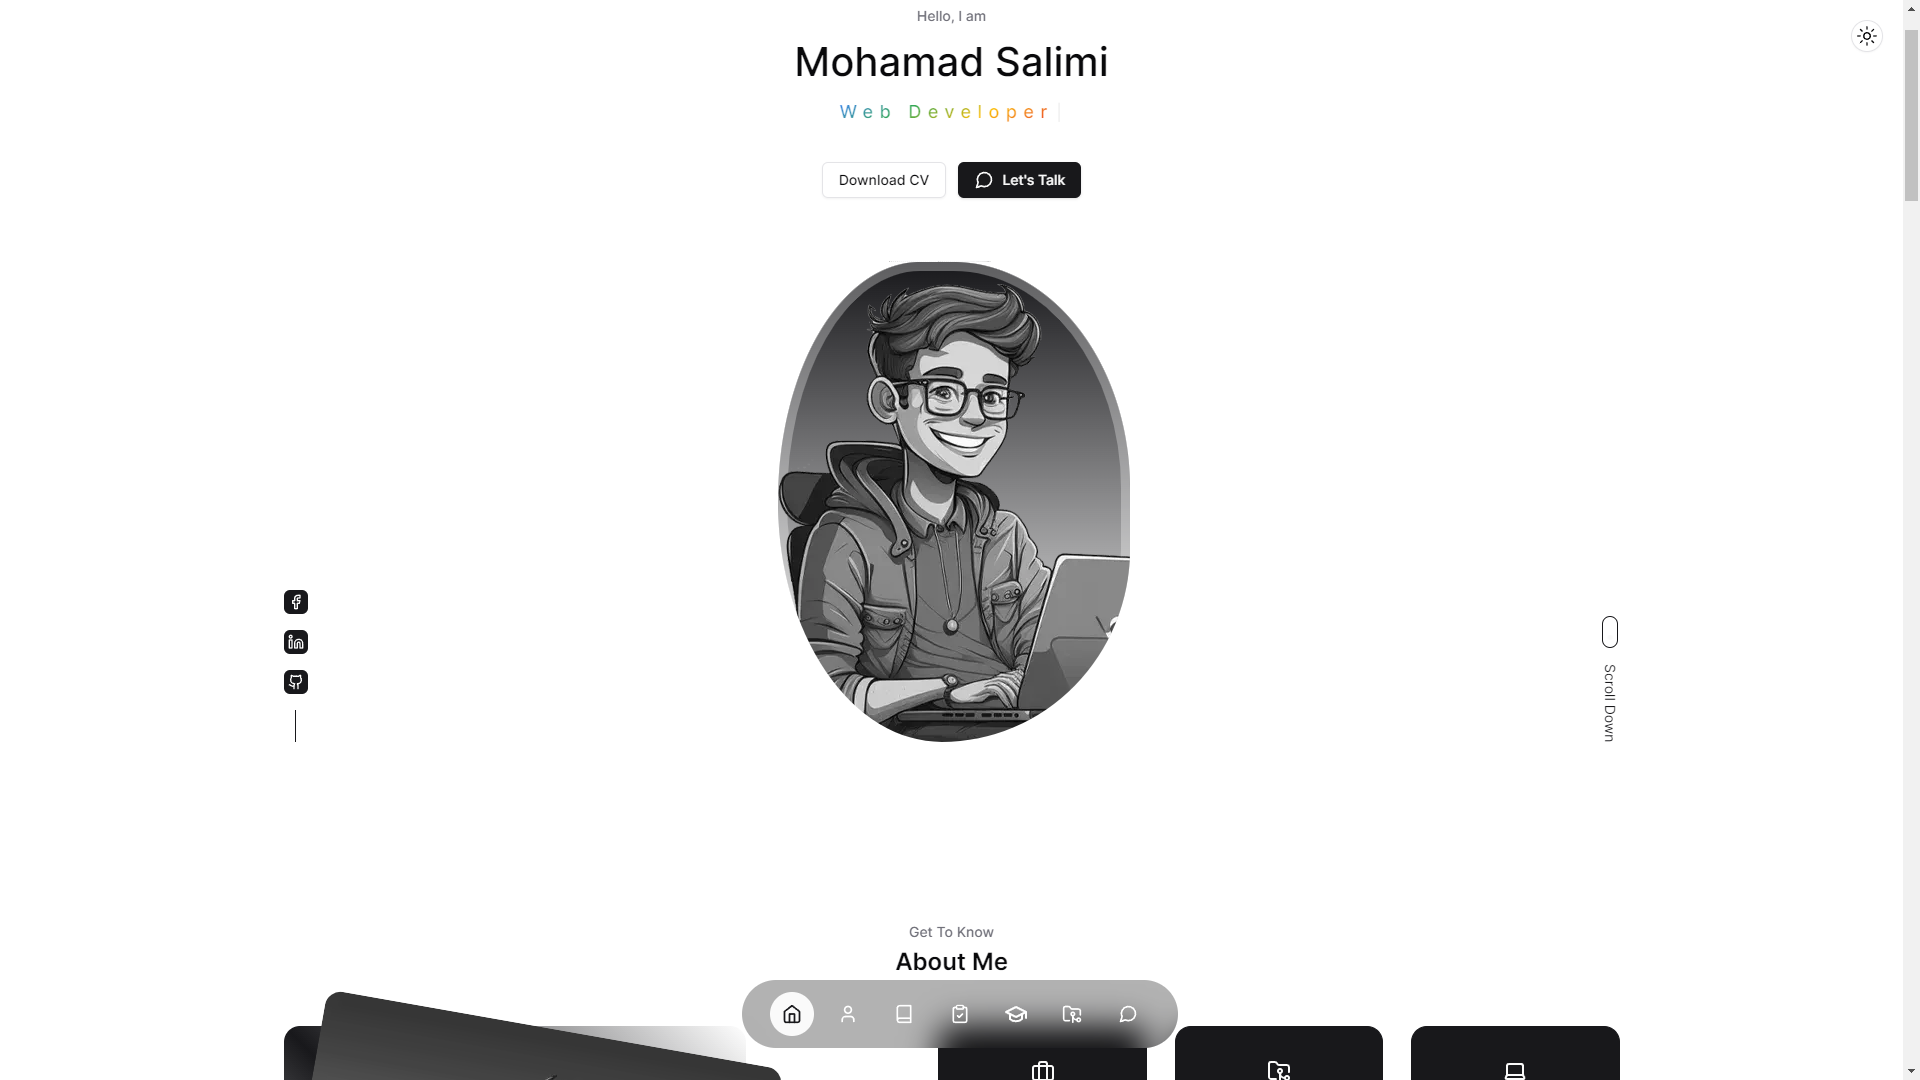 Hello, I am
Mohamad Salimi
Web Developer
Download CV
Let's Talk
Scroll Down
Get To Know
About Me